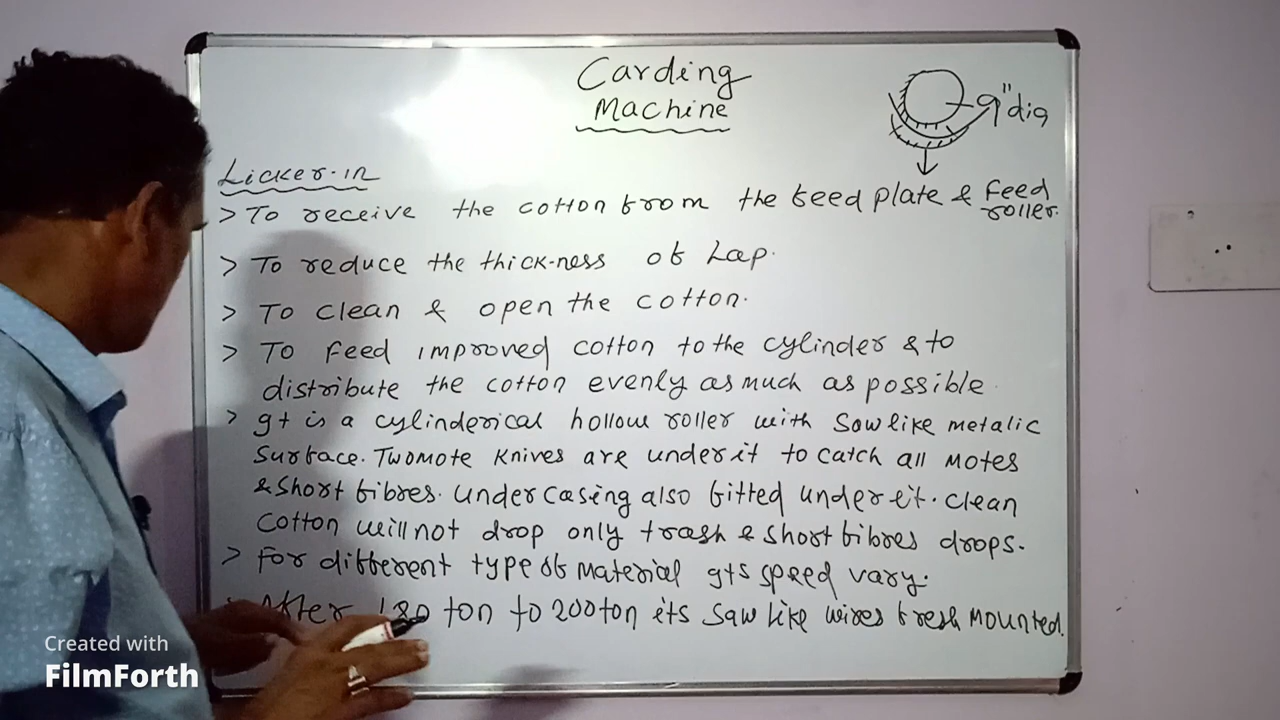 Carding
Machine
9" dia
Licker-in
> To receive the cotton from the feed plate & Feed roller.
> To reduce the thick-ness of Lap.
> To clean & open the cotton.
> To feed improved cotton to the cylinder & to
distribute the cotton evenly as much as possible.
> It is a cylinderical hollow roller with Saw like metalic
Surface. Two mote Knives are under it to catch all Motes
& Short fibres. Under Casing also fitted under it. Clean
Cotton will not drop only trash & Short fibres drops.
> For different type of Material Its speed vary.
> After 180 ton to 200 ton its Saw like wires fresh Mounted.
Created with
FilmForth